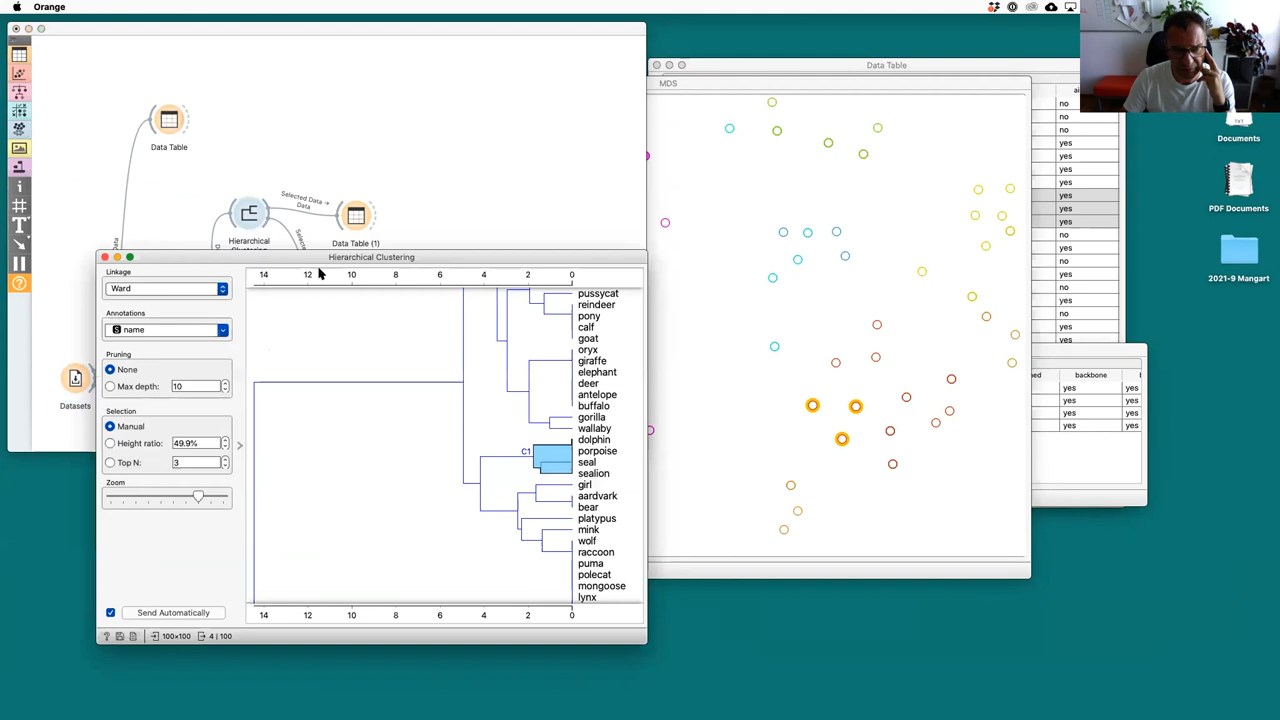 Orange
Data Table
Data
Selected Data →
Data
Hierarchical
Data Table (1)
Datasets
Hierarchical Clustering
Linkage
Ward
Annotations
S name
Pruning
None
Max depth: 10
Selection
Manual
Height ratio: 49.9%
Top N: 3
Zoom
Send Automatically
100×100
4 / 100
14 12 10 8 6 4 2 0
pussycat
reindeer
pony
calf
goat
oryx
giraffe
elephant
deer
antelope
buffalo
gorilla
wallaby
dolphin
C1
porpoise
seal
sealion
girl
aardvark
bear
platypus
mink
wolf
raccoon
puma
polecat
mongoose
lynx
14 12 10 8 6 4 2 0
Data Table
MDS
no
no
no
yes
yes
yes
yes
yes
yes
yes
no
yes
yes
yes
yes
yes
no
yes
yes
backbone
yes yes
yes yes
yes yes
yes yes
TXT
Documents
PDF Documents
2021-9 Mangart